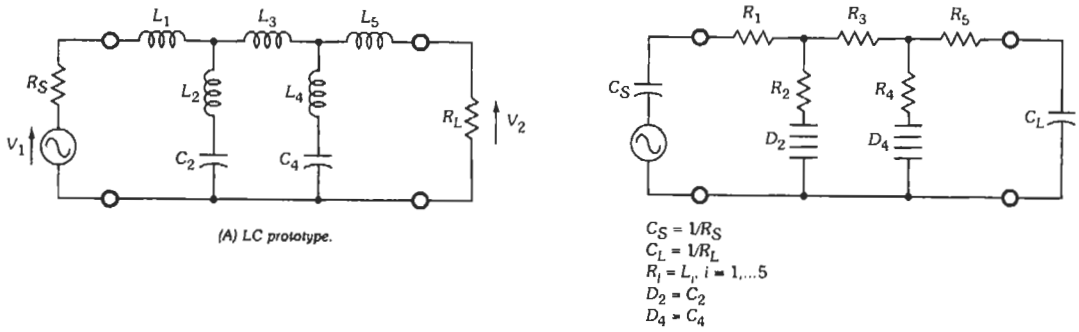 L1 L3 L5
RS L2 L4 RL
V1 V2
C2 C4
(A) LC prototype.
R1 R3 R5
CS R2 R4 CL
D2 D4
CS = 1/RS
CL = 1/RL
Ri = Li, i = 1,...5
D2 = C2
D4 = C4